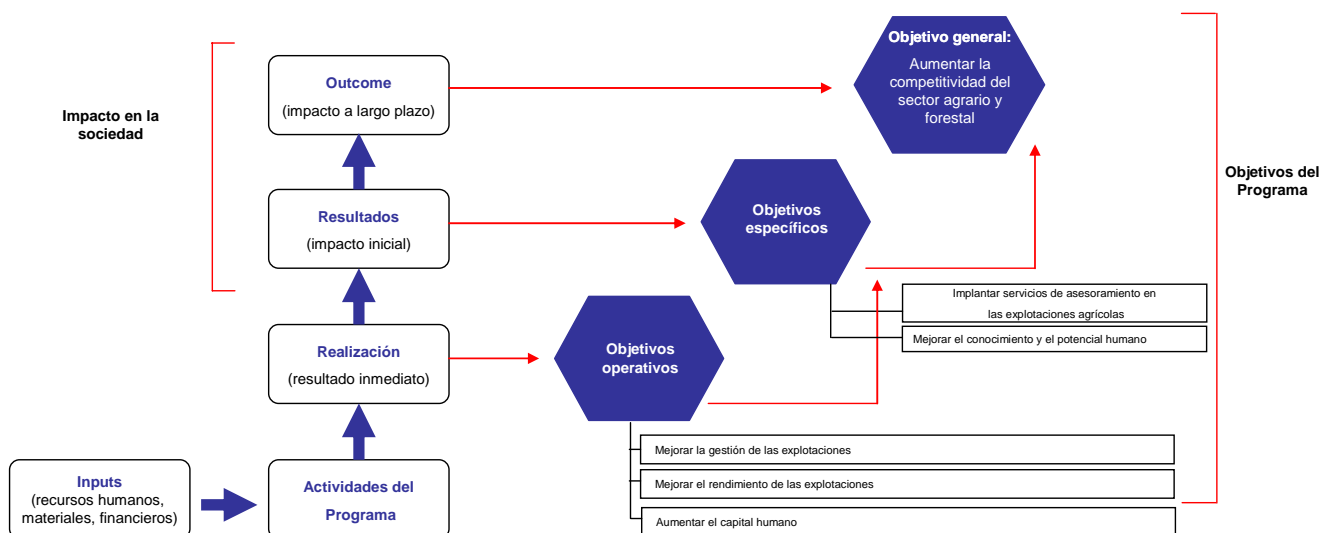 Objetivo general:
Aumentar la
competitividad del
sector agrario y
forestal
Outcome
(impacto a largo plazo)
Impacto en la
sociedad
Objetivos del
Programa
Resultados
(impacto inicial)
Objetivos
específicos
Implantar servicios de asesoramiento en
las explotaciones agrícolas
Mejorar el conocimiento y el potencial humano
Realización
(resultado inmediato)
Objetivos
operativos
Mejorar la gestión de las explotaciones
Mejorar el rendimiento de las explotaciones
Aumentar el capital humano
Inputs
(recursos humanos,
materiales, financieros)
Actividades del
Programa